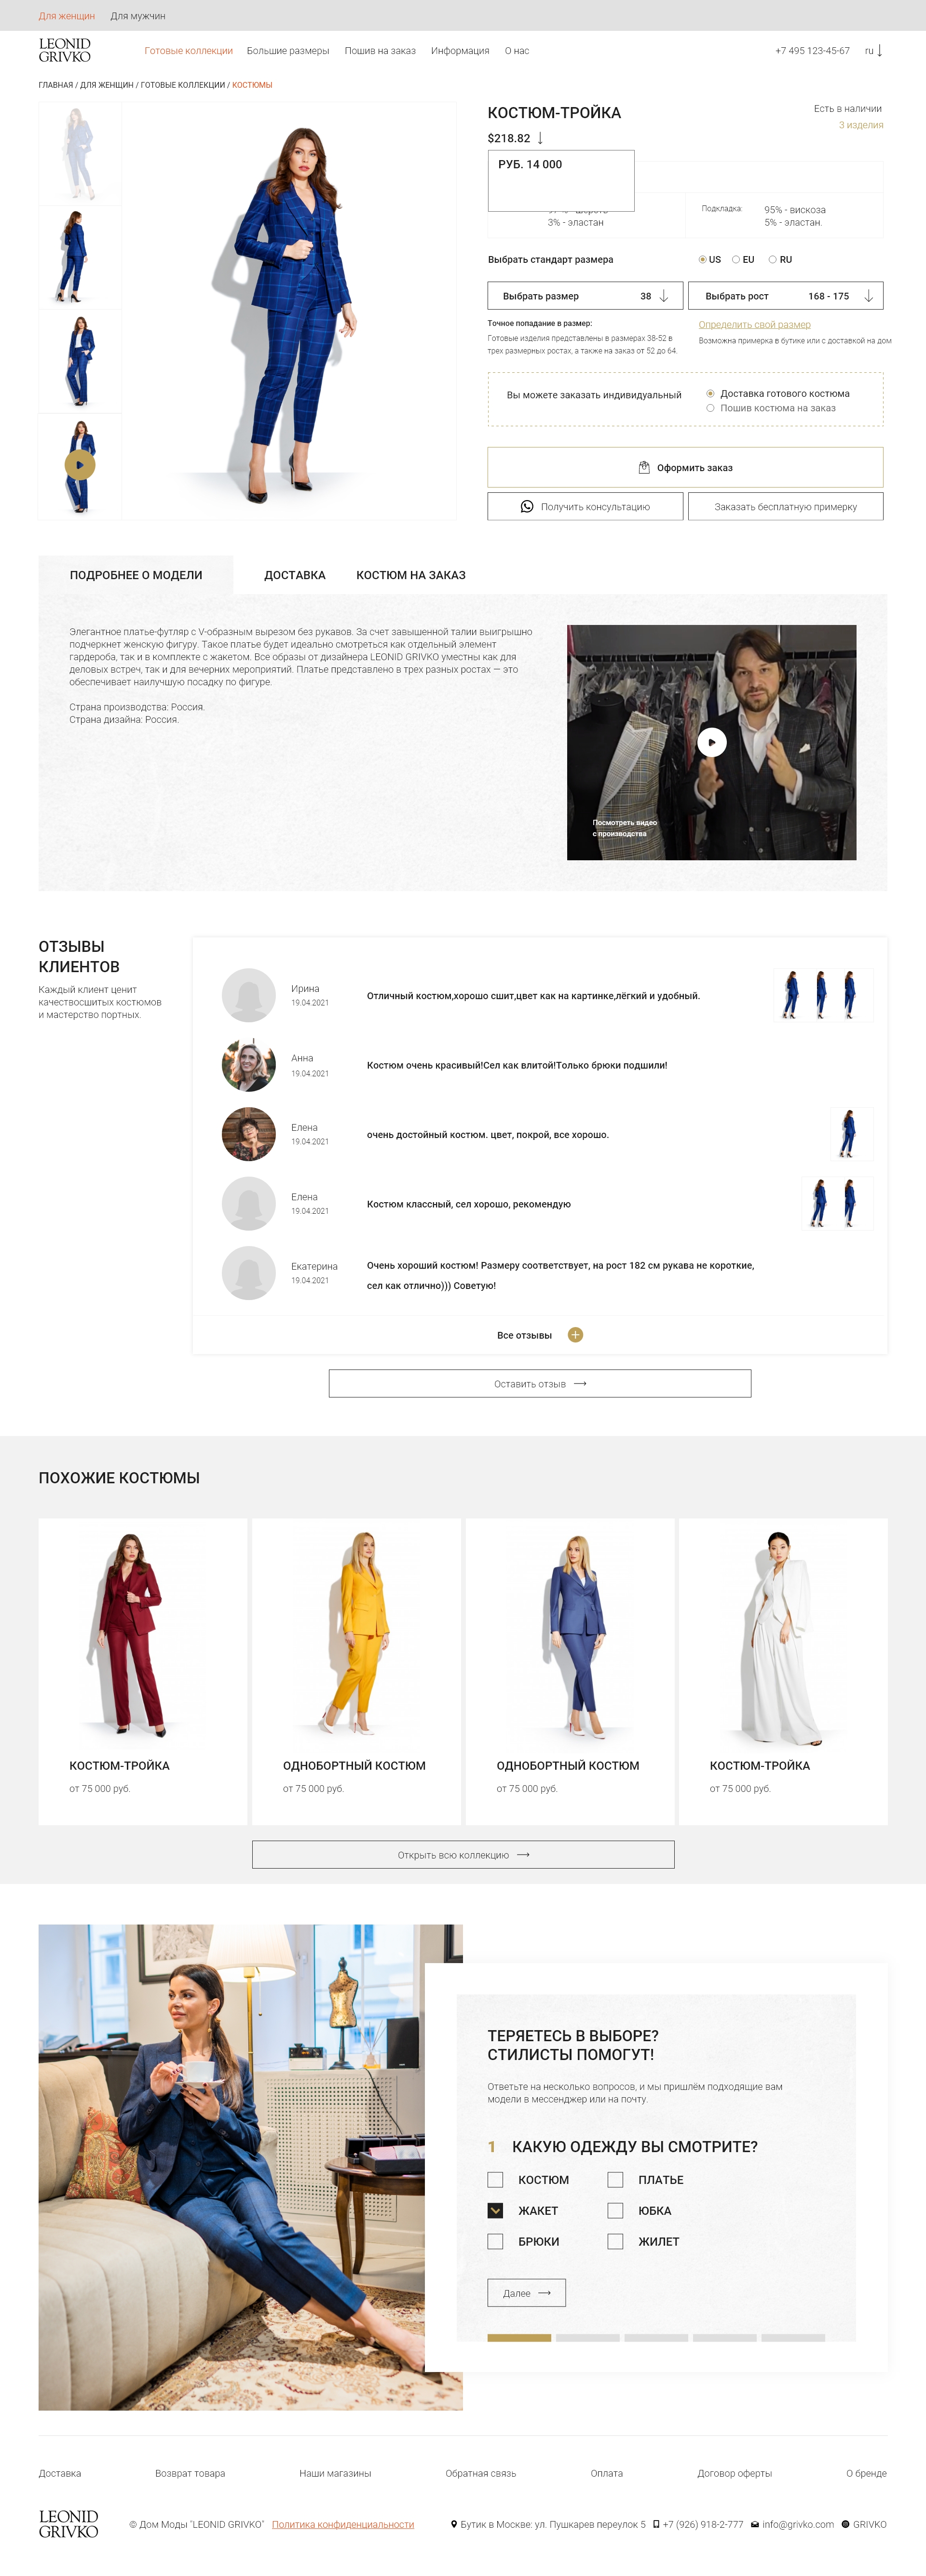 Для женщин Для мужчин
LEONID
GRIVKO
Готовые коллекции Большие размеры Пошив на заказ Информация О нас +7 495 123-45-67 ru
ГЛАВНАЯ / ДЛЯ ЖЕНЩИН / ГОТОВЫЕ КОЛЛЕКЦИИ / КОСТЮМЫ
КОСТЮМ-ТРОЙКА
Есть в наличии
3 изделия
$218.82
РУБ. 14 000
3% - эластан
Подкладка: 95% - вискоза
5% - эластан.
Выбрать стандарт размера US EU RU
Выбрать размер 38
Выбрать рост 168 - 175
Точное попадание в размер:
Готовые изделия представлены в размерах 38-52 в
трех размерных ростах, а также на заказ от 52 до 64.
Определить свой размер
Возможна примерка в бутике или с доставкой на дом
Вы можете заказать индивидуальный
Доставка готового костюма
Пошив костюма на заказ
Оформить заказ
Получить консультацию
Заказать бесплатную примерку
ПОДРОБНЕЕ О МОДЕЛИ ДОСТАВКА КОСТЮМ НА ЗАКАЗ
Элегантное платье-футляр с V-образным вырезом без рукавов. За счет завышенной талии выигрышно
подчеркнет женскую фигуру. Такое платье будет идеально смотреться как отдельный элемент
гардероба, так и в комплекте с жакетом. Все образы от дизайнера LEONID GRIVKO уместны как для
деловых встреч, так и для вечерних мероприятий. Платье представлено в трех разных ростах — это
обеспечивает наилучшую посадку по фигуре.
Страна производства: Россия.
Страна дизайна: Россия.
Посмотреть видео
с производства
ОТЗЫВЫ
КЛИЕНТОВ
Каждый клиент ценит
качествосшитых костюмов
и мастерство портных.
Ирина
19.04.2021
Отличный костюм,хорошо сшит,цвет как на картинке,лёгкий и удобный.
Анна
19.04.2021
Костюм очень красивый!Сел как влитой!Только брюки подшили!
Елена
19.04.2021
очень достойный костюм. цвет, покрой, все хорошо.
Елена
19.04.2021
Костюм классный, сел хорошо, рекомендую
Екатерина
19.04.2021
Очень хороший костюм! Размеру соответствует, на рост 182 см рукава не короткие,
сел как отлично))) Советую!
Все отзывы
Оставить отзыв
ПОХОЖИЕ КОСТЮМЫ
КОСТЮМ-ТРОЙКА
от 75 000 руб.
ОДНОБОРТНЫЙ КОСТЮМ
от 75 000 руб.
ОДНОБОРТНЫЙ КОСТЮМ
от 75 000 руб.
КОСТЮМ-ТРОЙКА
от 75 000 руб.
Открыть всю коллекцию
ТЕРЯЕТЕСЬ В ВЫБОРЕ?
СТИЛИСТЫ ПОМОГУТ!
Ответьте на несколько вопросов, и мы пришлём подходящие вам
модели в мессенджер или на почту.
1 КАКУЮ ОДЕЖДУ ВЫ СМОТРИТЕ?
КОСТЮМ ПЛАТЬЕ
ЖАКЕТ ЮБКА
БРЮКИ ЖИЛЕТ
Далее
Доставка Возврат товара Наши магазины Обратная связь Оплата Договор оферты О бренде
LEONID
GRIVKO
© Дом Моды "LEONID GRIVKO" Политика конфиденциальности Бутик в Москве: ул. Пушкарев переулок 5 +7 (926) 918-2-777 info@grivko.com GRIVKO